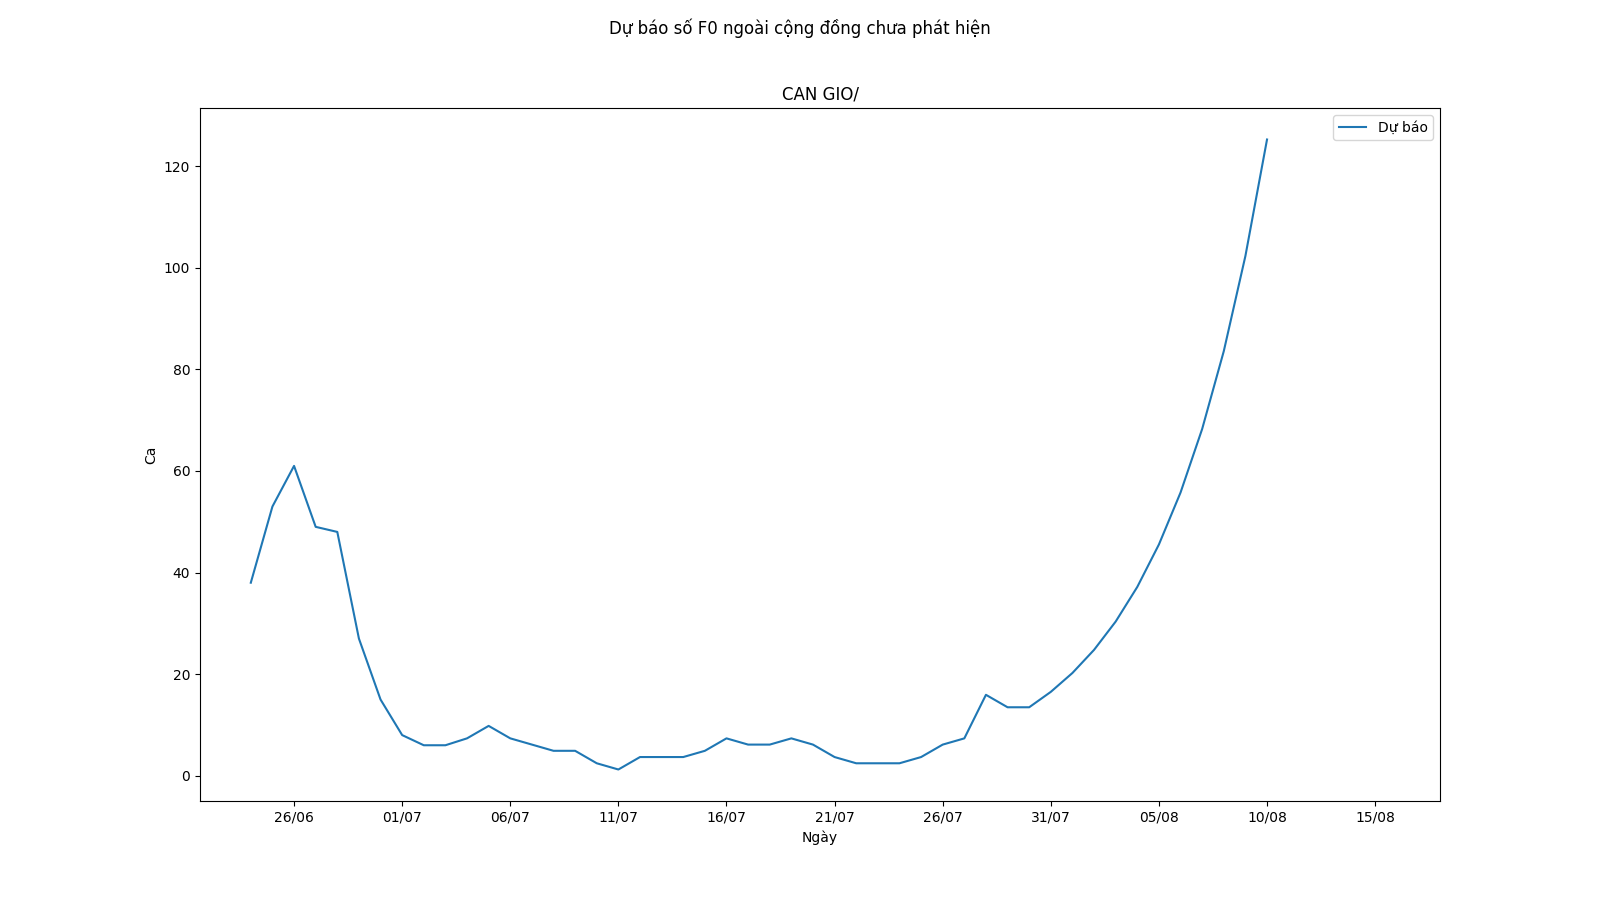 Dự báo số F0 ngoài cộng đồng chưa phát hiện
CAN GIO/
Dự báo
120
100
80
60
40
20
0
Ca
26/06 01/07 06/07 11/07 16/07 21/07 26/07 31/07 05/08 10/08 15/08
Ngày